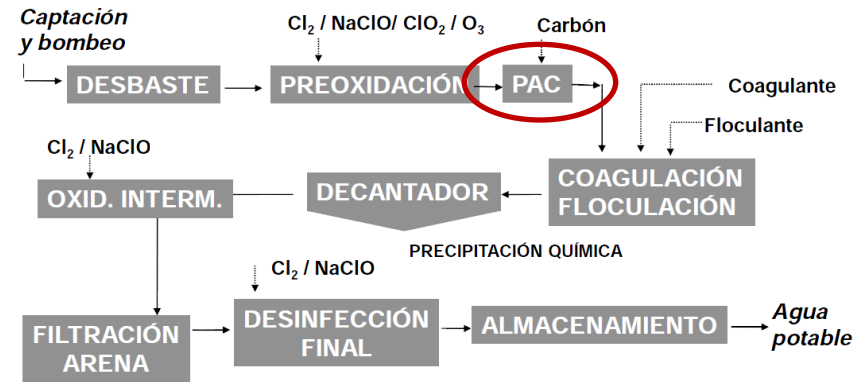 Captación
y bombeo
Cl2 / NaClO/ ClO2 / O3
Carbón
DESBASTE
PREOXIDACIÓN
PAC
Coagulante
Floculante
Cl2 / NaClO
OXID. INTERM.
DECANTADOR
COAGULACIÓN
FLOCULACIÓN
PRECIPITACIÓN QUÍMICA
Cl2 / NaClO
FILTRACIÓN
ARENA
DESINFECCIÓN
FINAL
ALMACENAMIENTO
Agua
potable